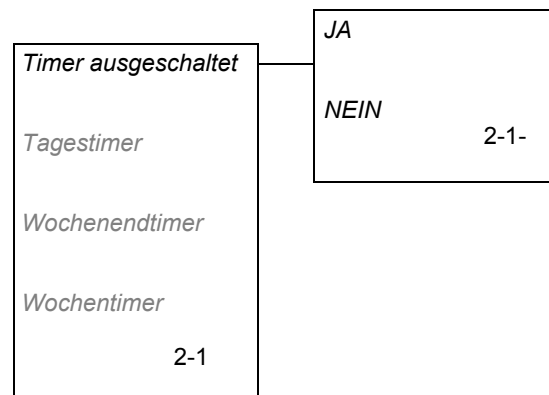 Timer ausgeschaltet
Tagestimer
Wochenendtimer
Wochentimer
2-1
JA
NEIN
2-1-